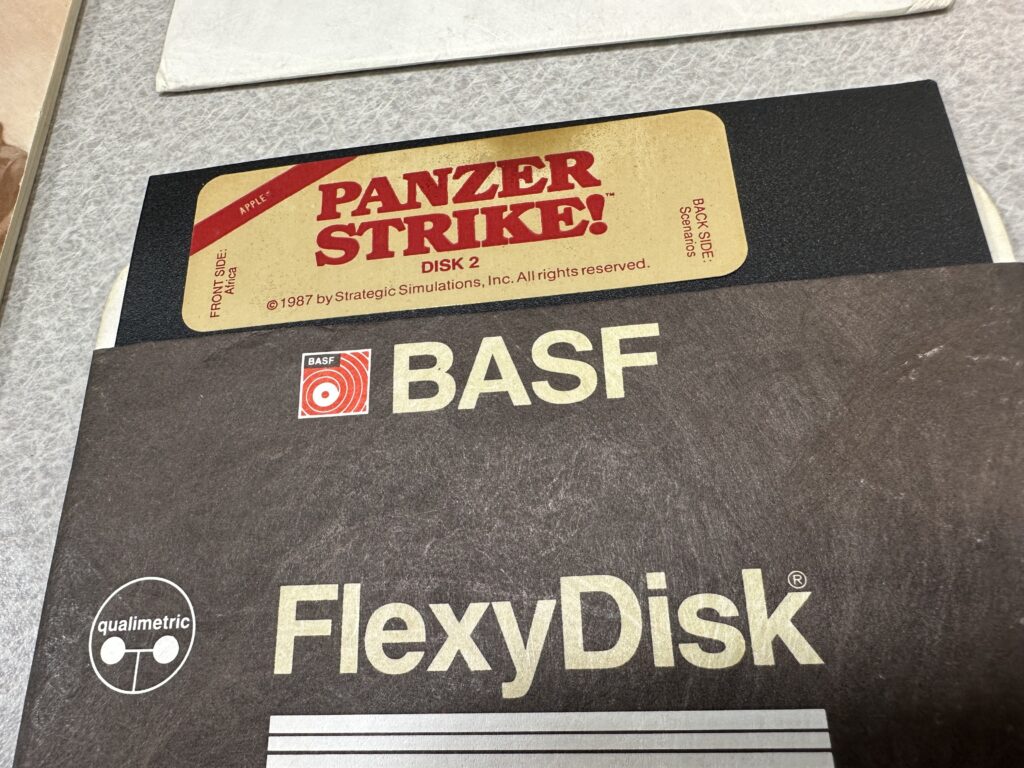 APPLE®
PANZER
STRIKE!™
DISK 2
FRONT SIDE:
Africa
BACK SIDE:
Scenarios
©1987 by Strategic Simulations, Inc. All rights reserved.
BASF
BASF
qualimetric
FlexyDisk®